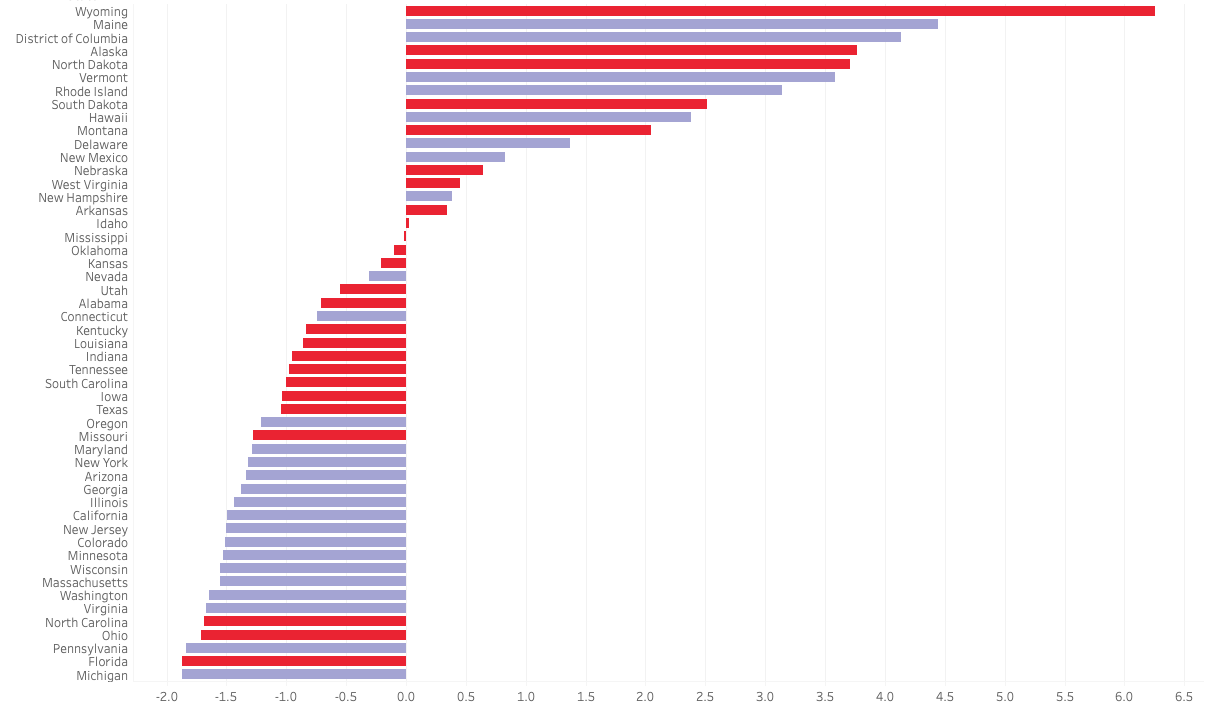 Wyoming
Maine
District of Columbia
Alaska
North Dakota
Vermont
Rhode Island
South Dakota
Hawaii
Montana
Delaware
New Mexico
Nebraska
West Virginia
New Hampshire
Arkansas
Idaho
Mississippi
Oklahoma
Kansas
Nevada
Utah
Alabama
Connecticut
Kentucky
Louisiana
Indiana
Tennessee
South Carolina
Iowa
Texas
Oregon
Missouri
Maryland
New York
Arizona
Georgia
Illinois
California
New Jersey
Colorado
Minnesota
Wisconsin
Massachusetts
Washington
Virginia
North Carolina
Ohio
Pennsylvania
Florida
Michigan
-2.0 -1.5 -1.0 -0.5 0.0 0.5 1.0 1.5 2.0 2.5 3.0 3.5 4.0 4.5 5.0 5.5 6.0 6.5